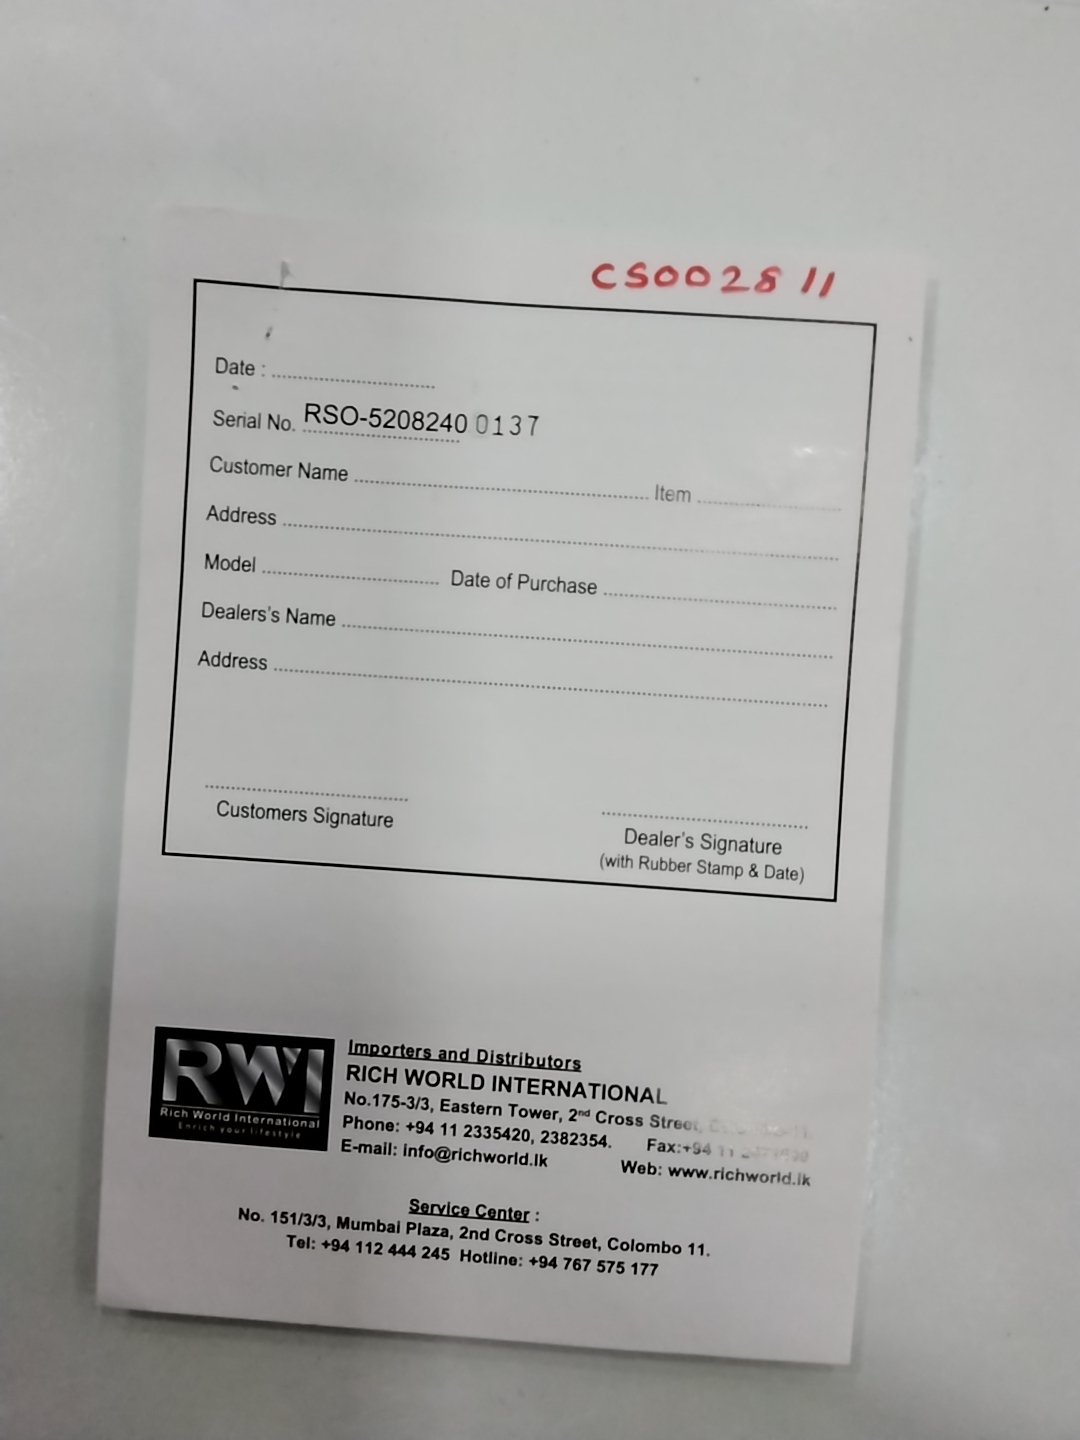 CS002811
Date : ........................
Serial No. RSO-5208240 0137
Customer Name ............................................ Item ......................
Address ....................................................................................
Model ........................... Date of Purchase ....................................
Dealers's Name ..........................................................................
Address ....................................................................................
Customers Signature
Dealer's Signature
(with Rubber Stamp & Date)
RWI
Rich World International
Enrich your lifestyle
Importers and Distributors
RICH WORLD INTERNATIONAL
No.175-3/3, Eastern Tower, 2nd Cross Street,
Phone: +94 11 2335420, 2382354. Fax:+94 11
E-mail: info@richworld.lk Web: www.richworld.lk
Service Center :
No. 151/3/3, Mumbai Plaza, 2nd Cross Street, Colombo 11.
Tel: +94 112 444 245 Hotline: +94 767 575 177